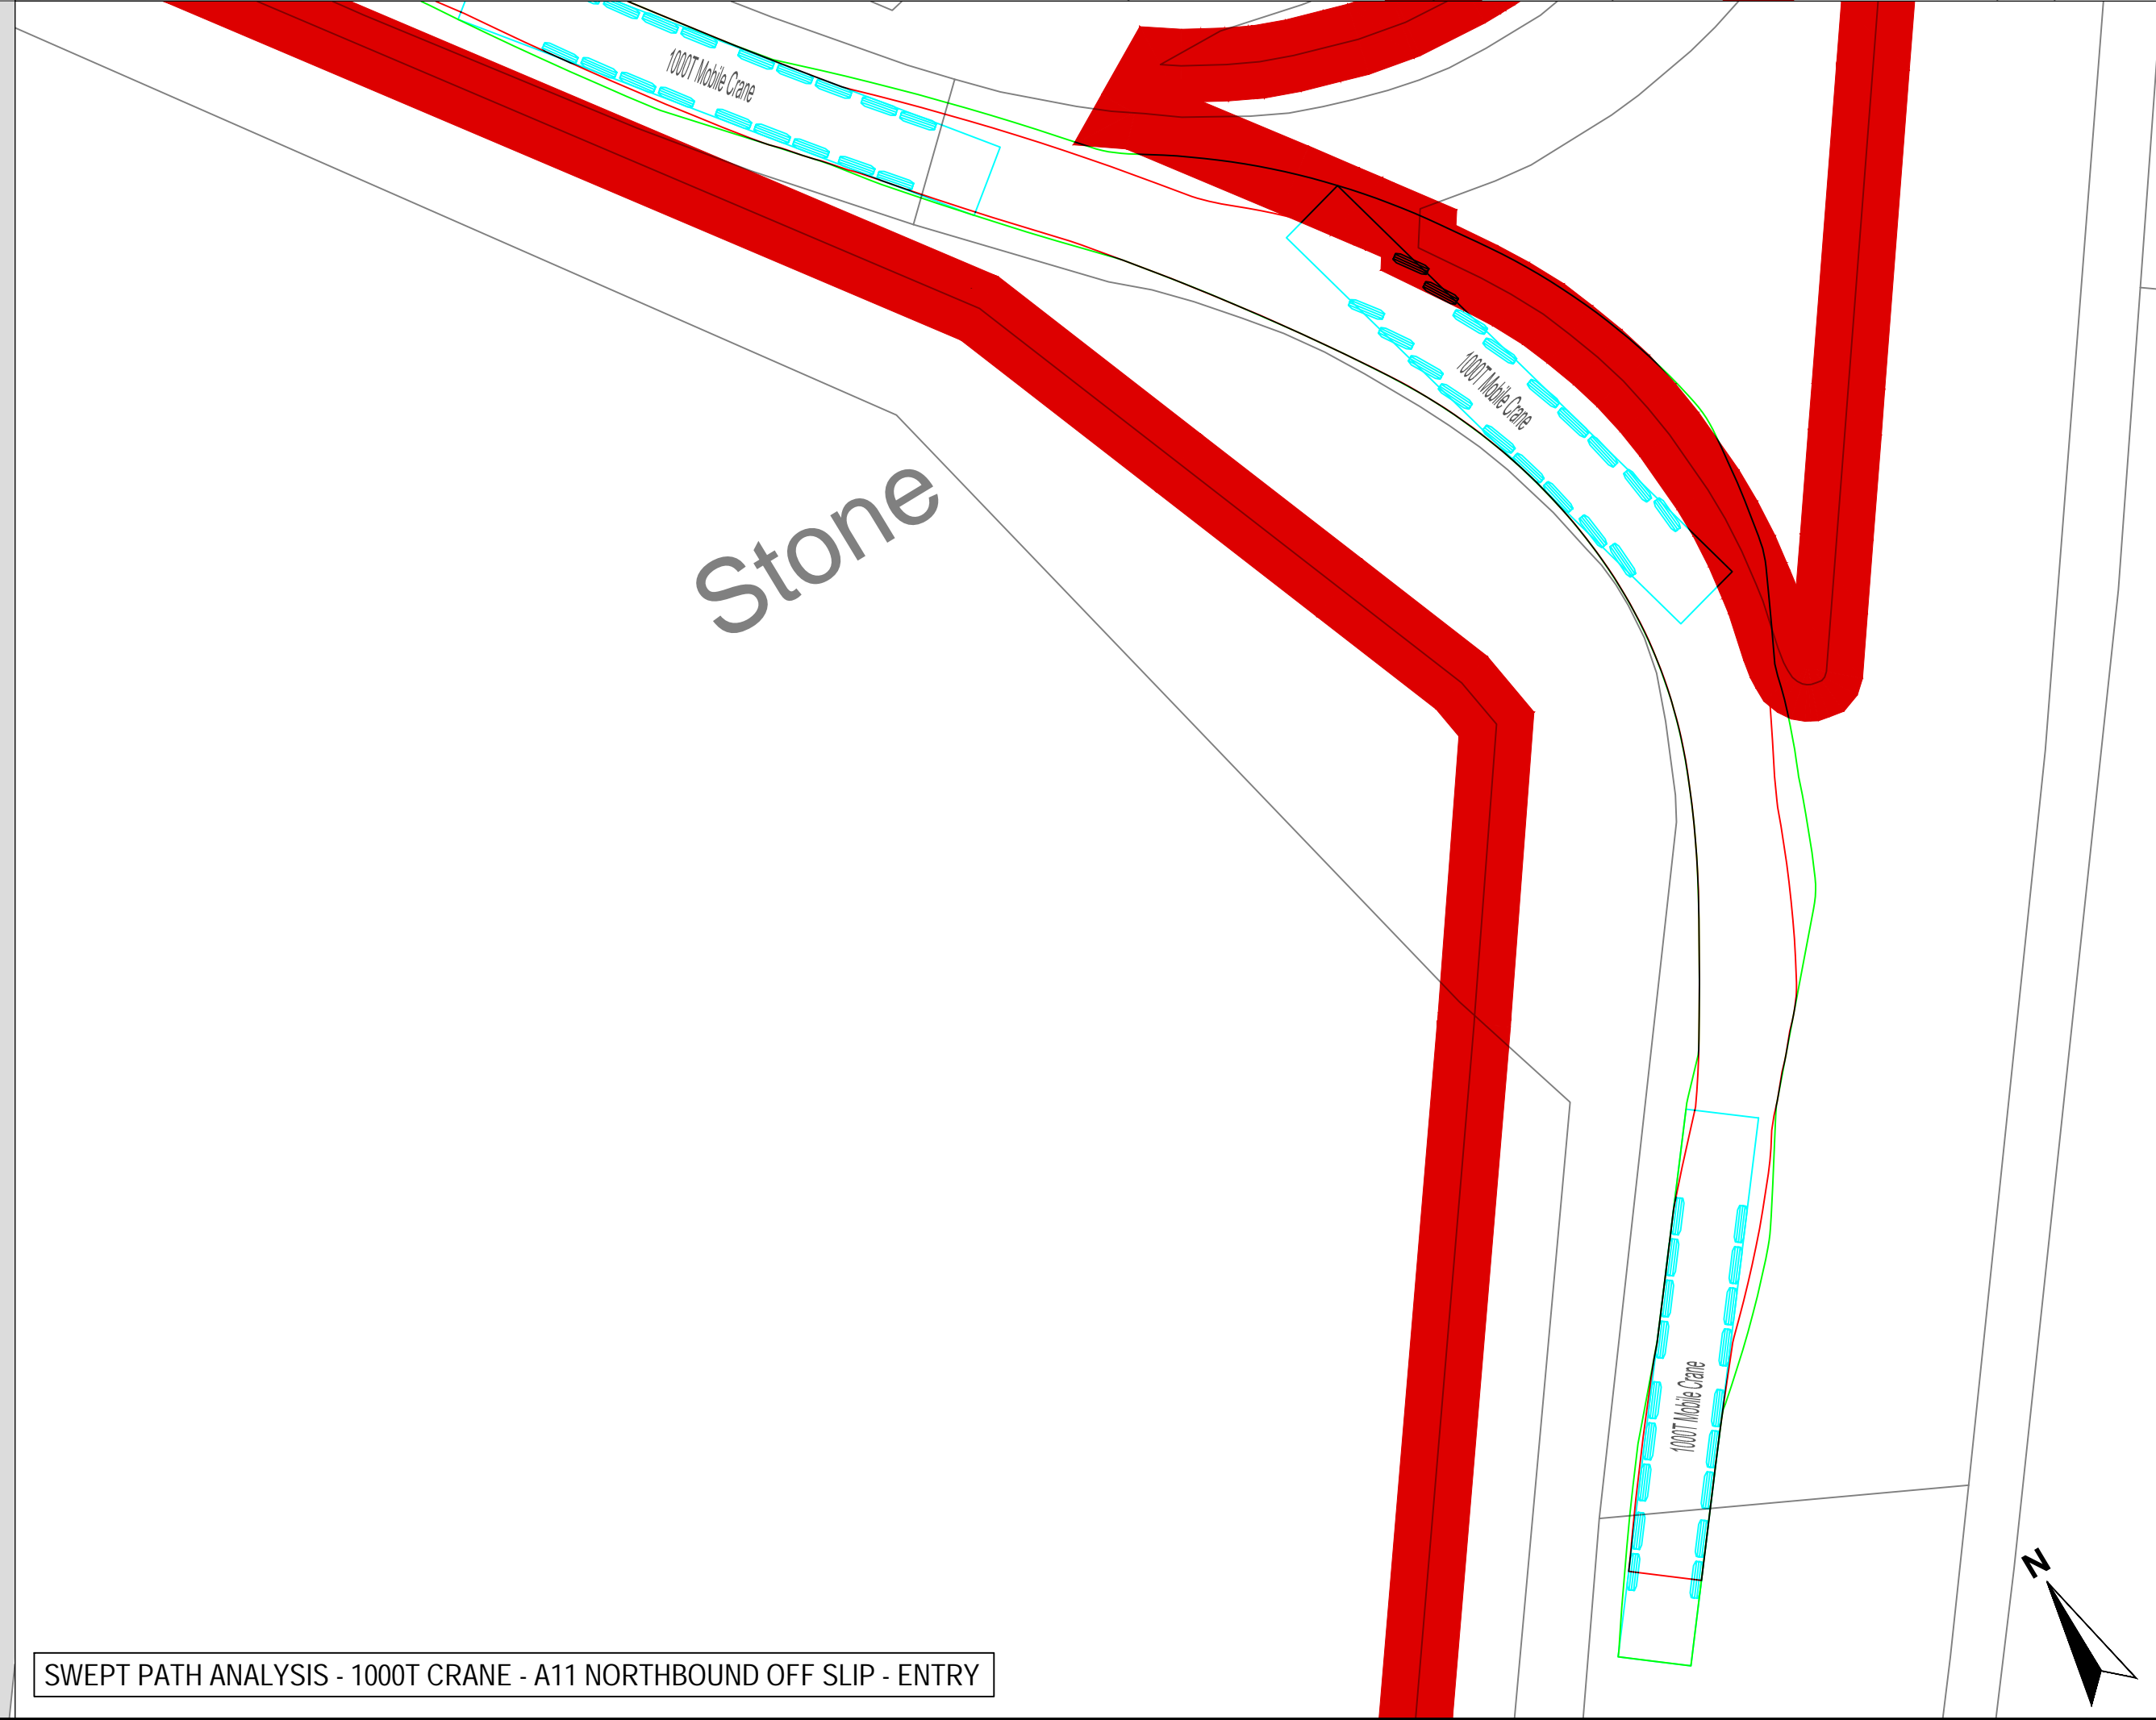 1000T Mobile Crane
1000T Mobile Crane
Stone
1000T Mobile Crane
N
SWEPT PATH ANALYSIS - 1000T CRANE - A11 NORTHBOUND OFF SLIP - ENTRY